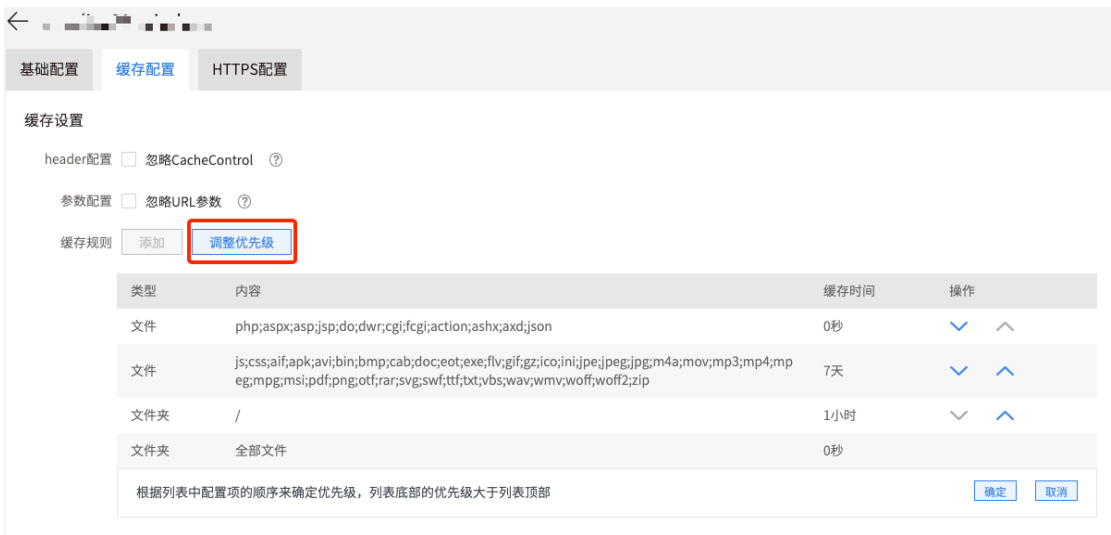 基础配置 缓存配置 HTTPS配置
缓存设置
header配置 忽略CacheControl ?
参数配置 忽略URL参数 ?
缓存规则 添加 调整优先级
类型 内容 缓存时间 操作
文件 php;aspx;asp;jsp;do;dwr;cgi;fcgi;action;ashx;axd;json 0秒
文件 js;css;aif;apk;avi;bin;bmp;cab;doc;eot;exe;flv;gif;gz;ico;ini;jpe;jpeg;jpg;m4a;mov;mp3;mp4;mp 7天
eg;mpg;msi;pdf;png;otf;rar;svg;swf;ttf;txt;vbs;wav;wmv;woff;woff2;zip
文件夹 / 1小时
文件夹 全部文件 0秒
根据列表中配置项的顺序来确定优先级，列表底部的优先级大于列表顶部 确定 取消